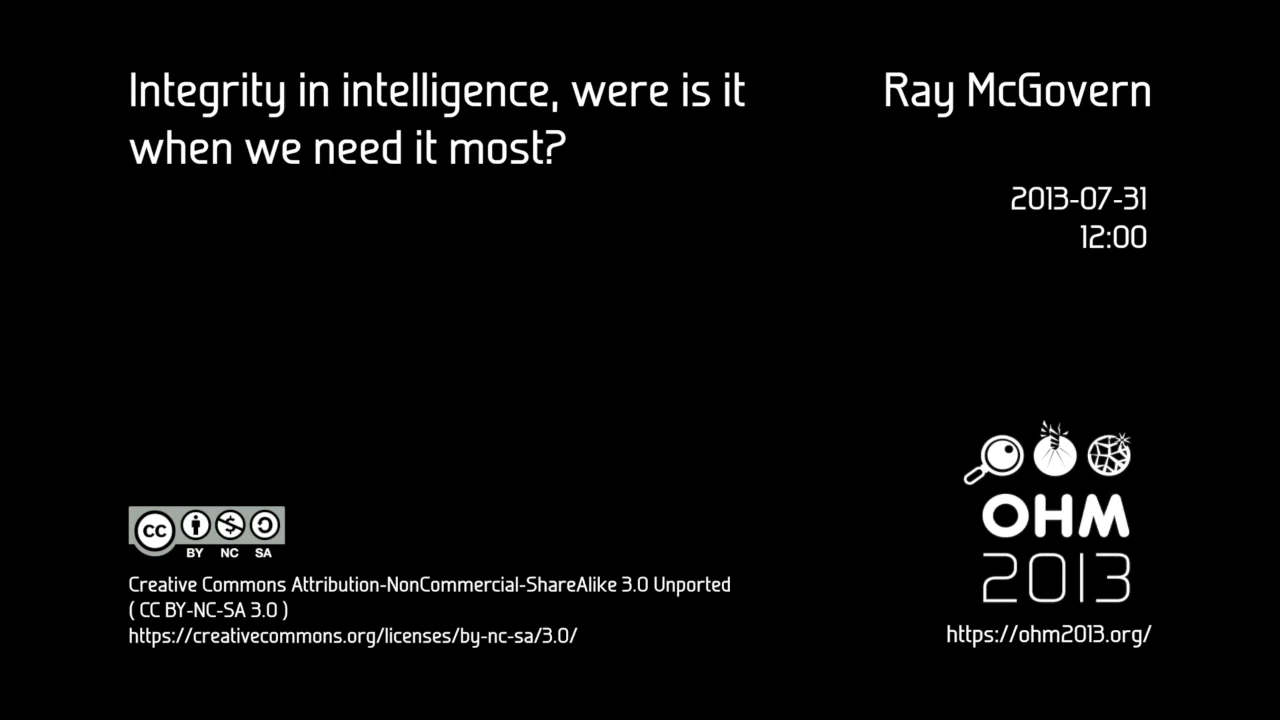 Integrity in intelligence, were is it
when we need it most?
Ray McGovern
2013-07-31
12:00
cc
BY NC SA
Creative Commons Attribution-NonCommercial-ShareAlike 3.0 Unported
( CC BY-NC-SA 3.0 )
https://creativecommons.org/licenses/by-nc-sa/3.0/
OHM
2013
https://ohm2013.org/